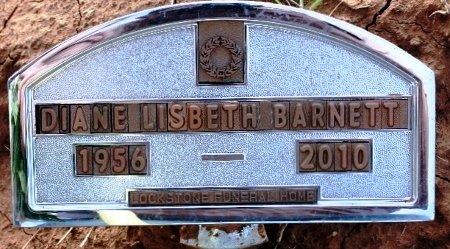 DIANE LISBETH BARNETT
1956 — 2010
LOCKSTONE FUNERAL HOME